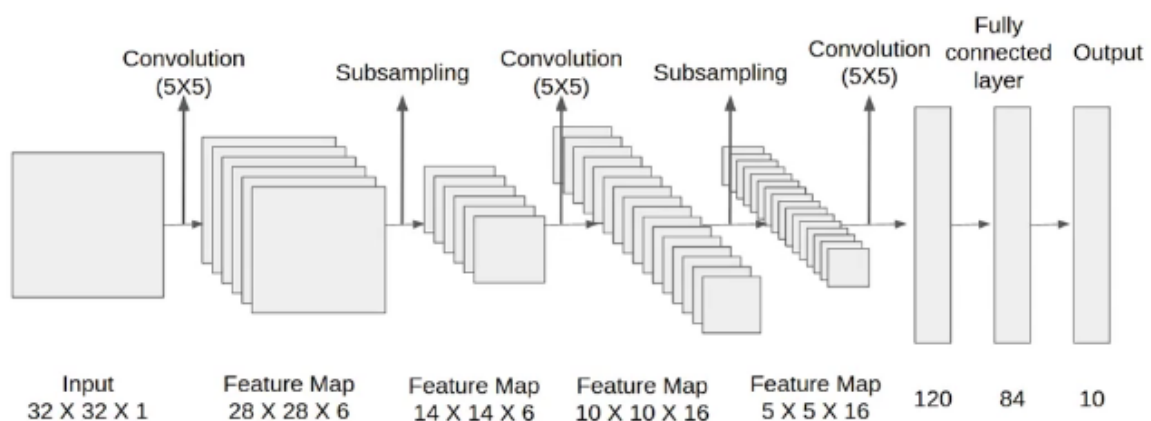 Convolution
(5X5)
Subsampling
Convolution
(5X5)
Subsampling
Convolution
(5X5)
Fully
connected
layer
Output
Input
32 X 32 X 1
Feature Map
28 X 28 X 6
Feature Map
14 X 14 X 6
Feature Map
10 X 10 X 16
Feature Map
5 X 5 X 16
120
84
10